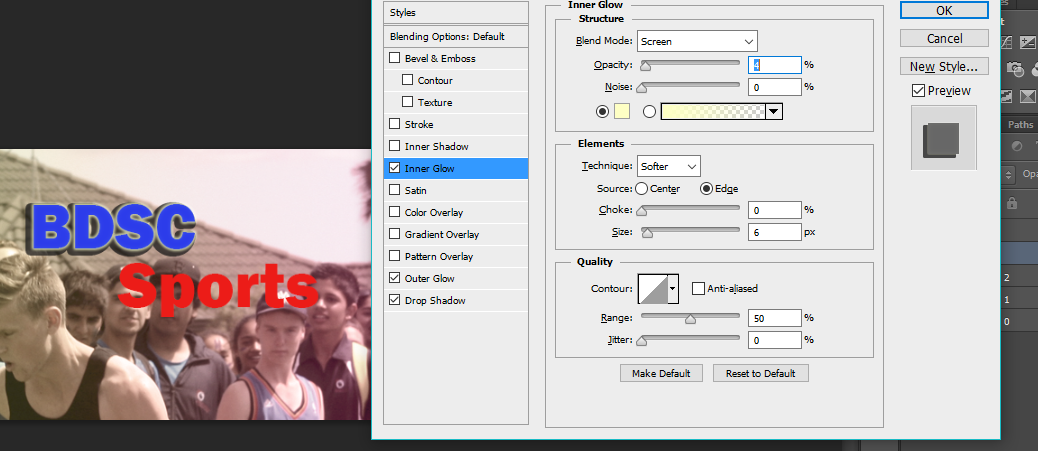 Styles
Blending Options: Default
Bevel & Emboss
Contour
Texture
Stroke
Inner Shadow
Inner Glow
Satin
Color Overlay
Gradient Overlay
Pattern Overlay
Outer Glow
Drop Shadow
Inner Glow
Structure
Blend Mode: Screen
Opacity: 4 %
Noise: 0 %
Elements
Technique: Softer
Source: Center Edge
Choke: 0 %
Size: 6 px
Quality
Contour: Anti-aliased
Range: 50 %
Jitter: 0 %
Make Default Reset to Default
OK
Cancel
New Style...
Preview
Paths
2
1
0
BDSC
Sports